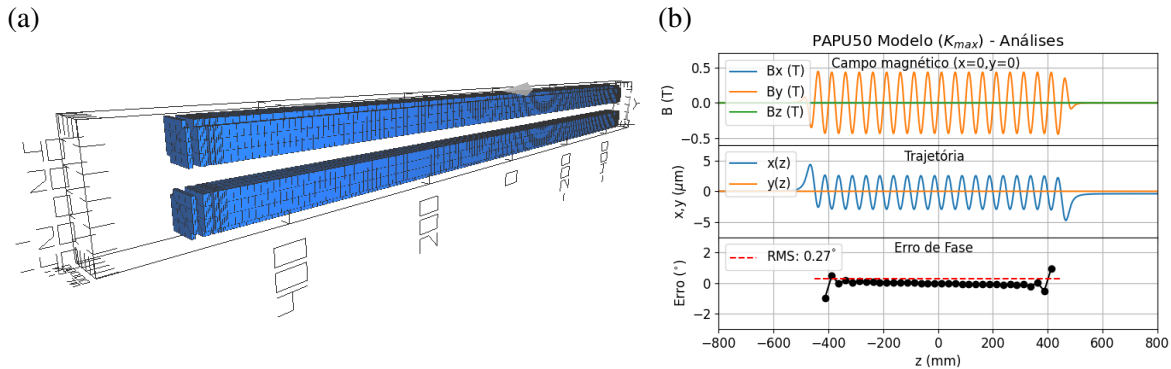 (a)
(b)
PAPU50 Modelo (K_max) - Análises
Campo magnético (x=0,y=0)
Bx (T)
By (T)
Bz (T)
B (T)
0.5
0.0
−0.5
Trajetória
x(z)
y(z)
x,y (μm)
5
0
−5
Erro de Fase
RMS: 0.27°
Erro (°)
2
0
−2
−800 −600 −400 −200 0 200 400 600 800
z (mm)